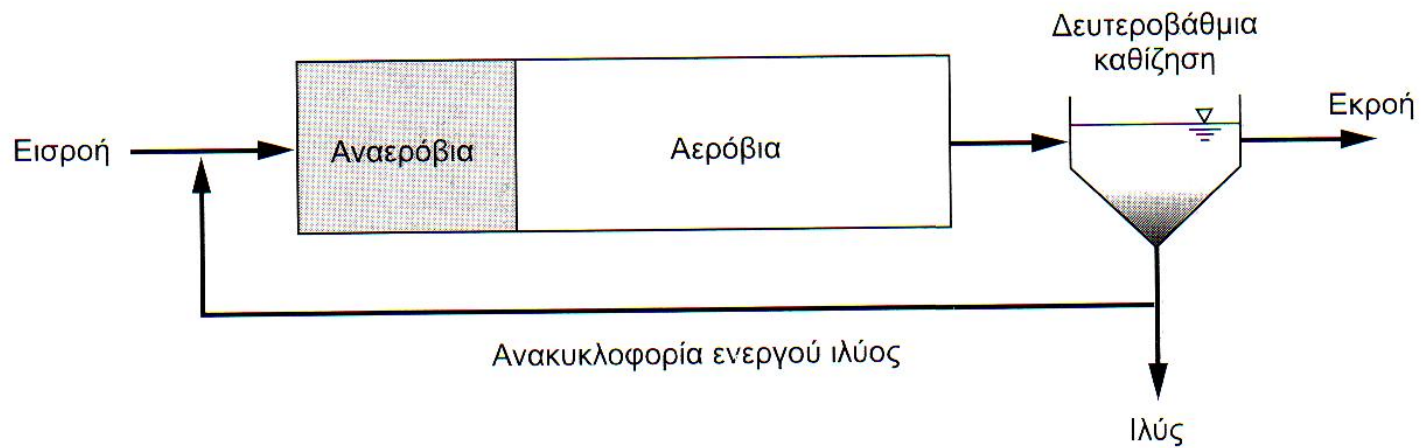 Δευτεροβάθμια
καθίζηση
Εκροή
Εισροή
Αναερόβια
Αερόβια
Ανακυκλοφορία ενεργού ιλύος
Ιλύς